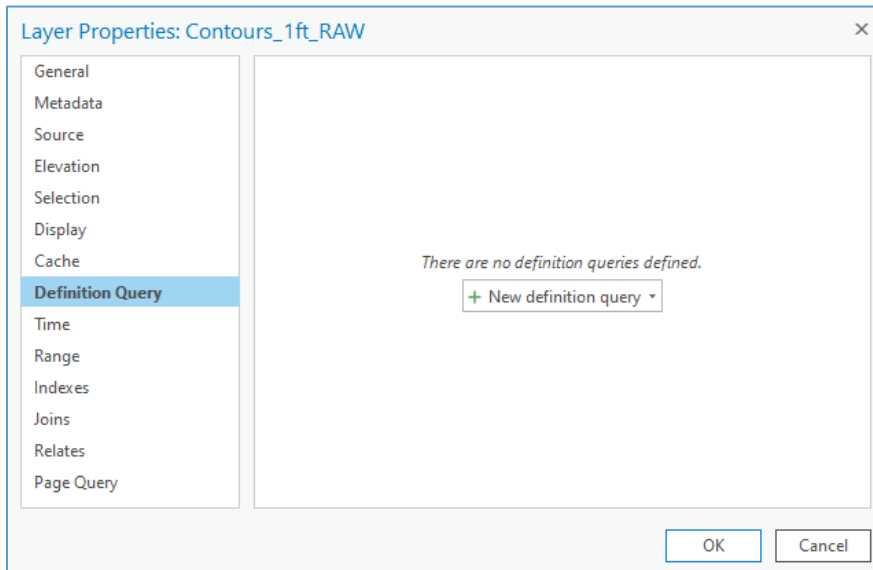 Layer Properties: Contours_1ft_RAW
General
Metadata
Source
Elevation
Selection
Display
Cache
Definition Query
Time
Range
Indexes
Joins
Relates
Page Query
There are no definition queries defined.
+ New definition query
OK
Cancel